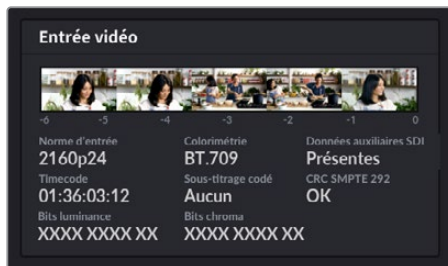 Entrée vidéo
-6 -5 -4 -3 -2 -1 0
Norme d'entrée Colorimétrie Données auxiliaires SDI
2160p24 BT.709 Présentes
Timecode Sous-titrage codé CRC SMPTE 292
01:36:03:12 Aucun OK
Bits luminance Bits chroma
XXXX XXXX XX XXXX XXXX XX